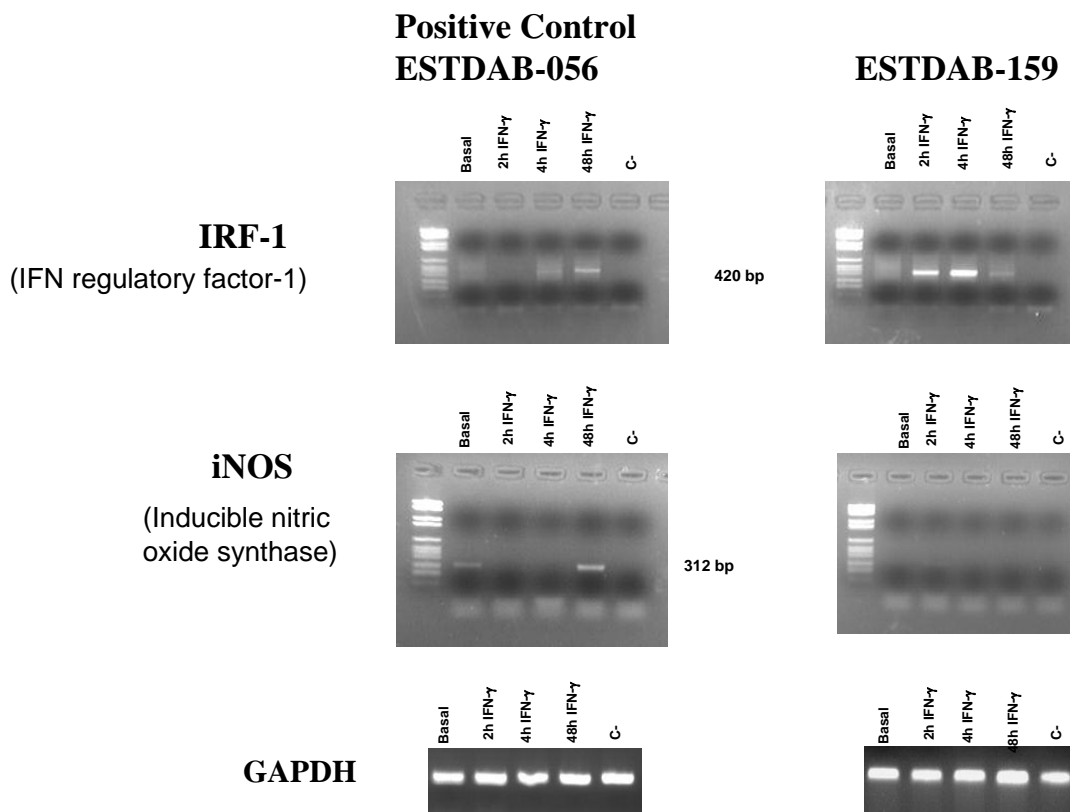 Positive Control
ESTDAB-056
ESTDAB-159
Basal
2h IFN-γ
4h IFN-γ
48h IFN-γ
C-
Basal
2h IFN-γ
4h IFN-γ
48h IFN-γ
C-
IRF-1
(IFN regulatory factor-1)
420 bp
Basal
2h IFN-γ
4h IFN-γ
48h IFN-γ
C-
Basal
2h IFN-γ
4h IFN-γ
48h IFN-γ
C-
iNOS
(Inducible nitric
oxide synthase)
312 bp
Basal
2h IFN-γ
4h IFN-γ
48h IFN-γ
C-
Basal
2h IFN-γ
4h IFN-γ
48h IFN-γ
C-
GAPDH